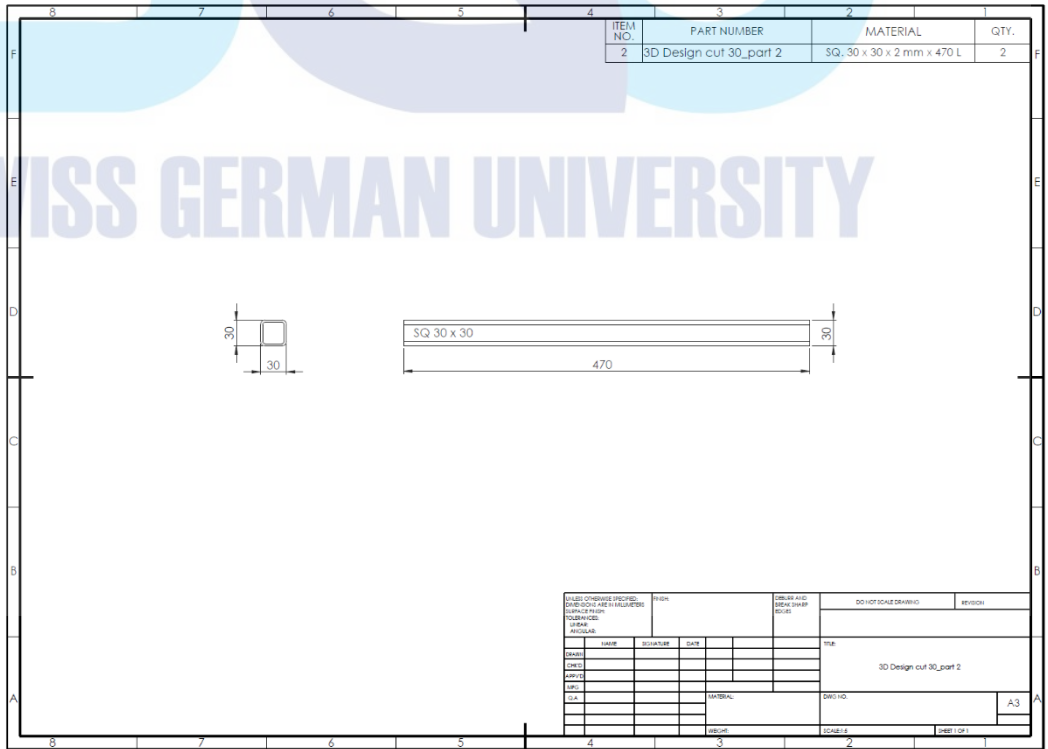 8 7 6 5 4 3 2 1
ITEM NO. PART NUMBER MATERIAL QTY.
2 3D Design cut 30_part 2 SQ. 30 x 30 x 2 mm x 470 L 2
F F
WISS GERMAN UNIVERSITY
E E
D D
30 30 SQ 30 x 30 470 30
C C
B B
UNLESS OTHERWISE SPECIFIED:
DIMENSIONS ARE IN MILLIMETERS
SURFACE FINISH:
TOLERANCES:
LINEAR:
ANGULAR:
FINISH:
DEBURR AND
BREAK SHARP
EDGES
DO NOT SCALE DRAWING REVISION
NAME SIGNATURE DATE
DRAWN
CHK'D
APPV'D
MFG
Q.A
TITLE:
3D Design cut 30_part 2
MATERIAL:
DWG NO.
A3
WEIGHT:
SHEET 1 OF 1
A A
8 7 6 5 4 3 2 1